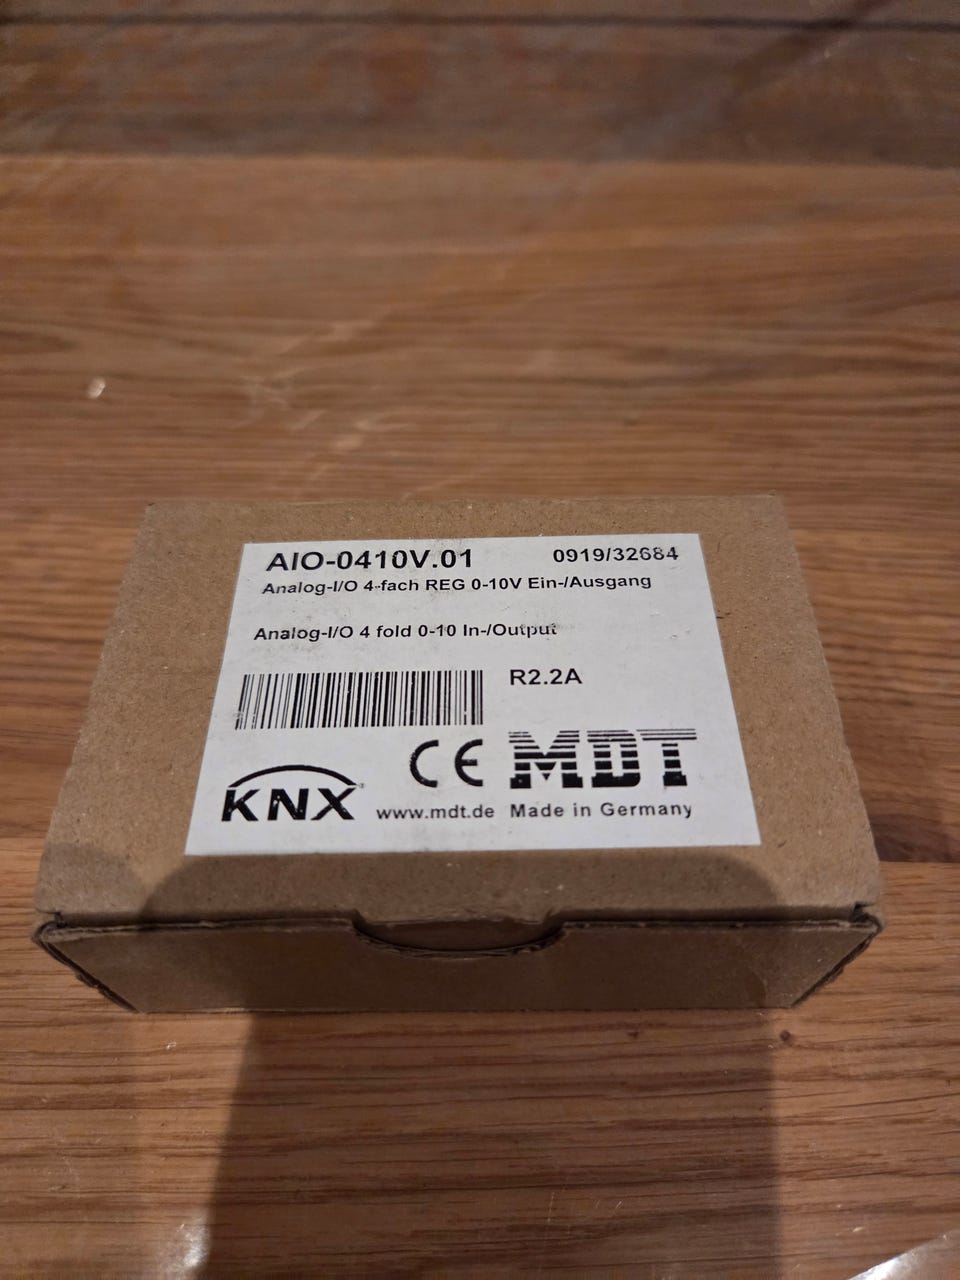 AIO-0410V.01 0919/32684
Analog-I/O 4-fach REG 0-10V Ein-/Ausgang
Analog-I/O 4 fold 0-10 In-/Output
R2.2A
CE MDT
KNX® www.mdt.de Made in Germany